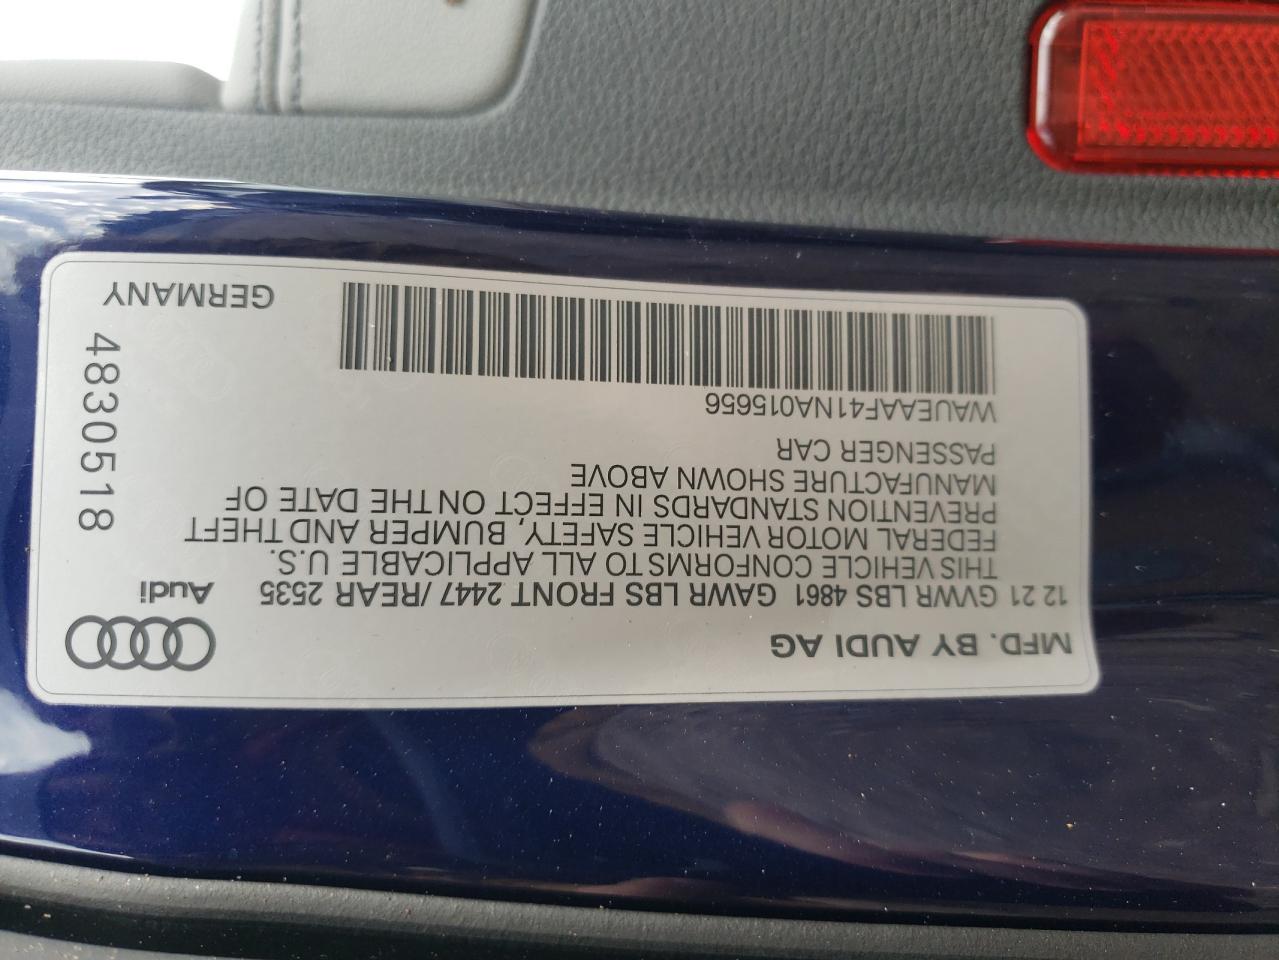 MFD. BY AUDI AG
12 21 GVWR LBS 4861 GAWR LBS FRONT 2447 /REAR 2535
THIS VEHICLE CONFORMS TO ALL APPLICABLE U.S.
FEDERAL MOTOR VEHICLE SAFETY, BUMPER AND THEFT
PREVENTION STANDARDS IN EFFECT ON THE DATE OF
MANUFACTURE SHOWN ABOVE
PASSENGER CAR
WAUEAAF41NA015656
Audi
4830518
GERMANY